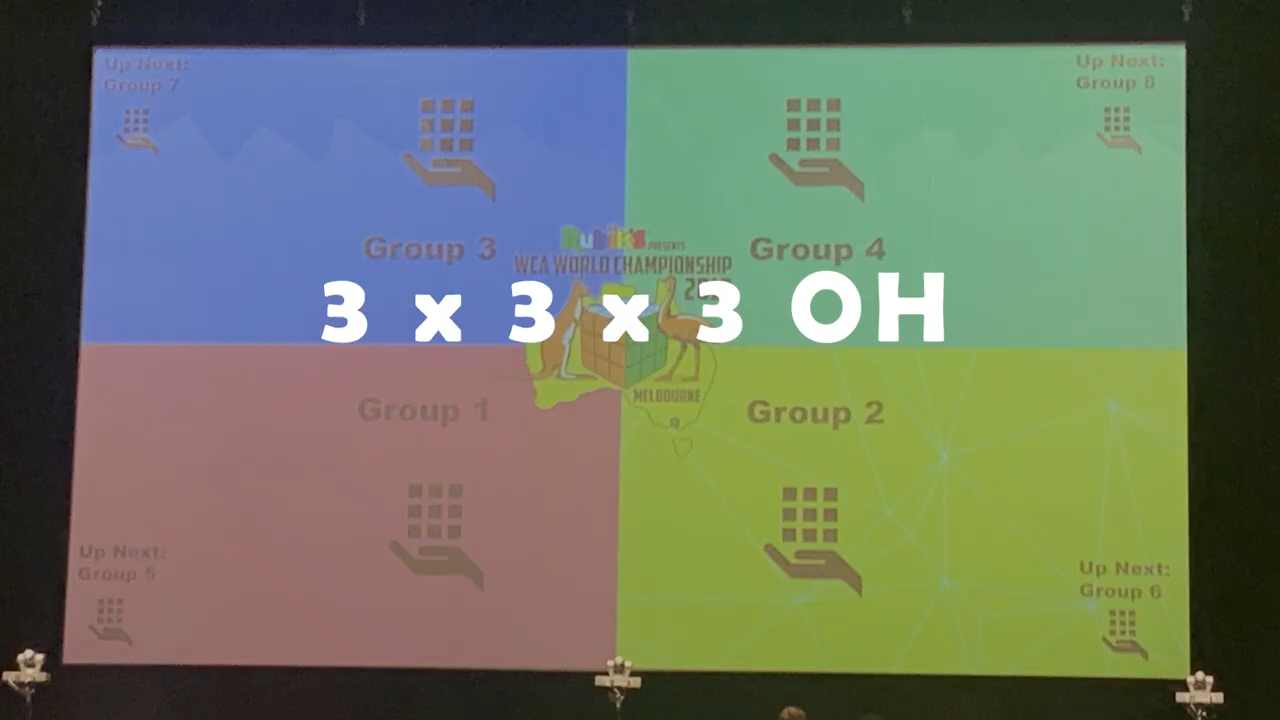 Up Next:
Group 7
Up Next:
Group 8
Group 3
Group 4
Rubik's PRESENTS
WCA WORLD CHAMPIONSHIP
3 x 3 x 3 OH
MELBOURNE
Group 1
Group 2
Up Next:
Group 5
Up Next:
Group 6